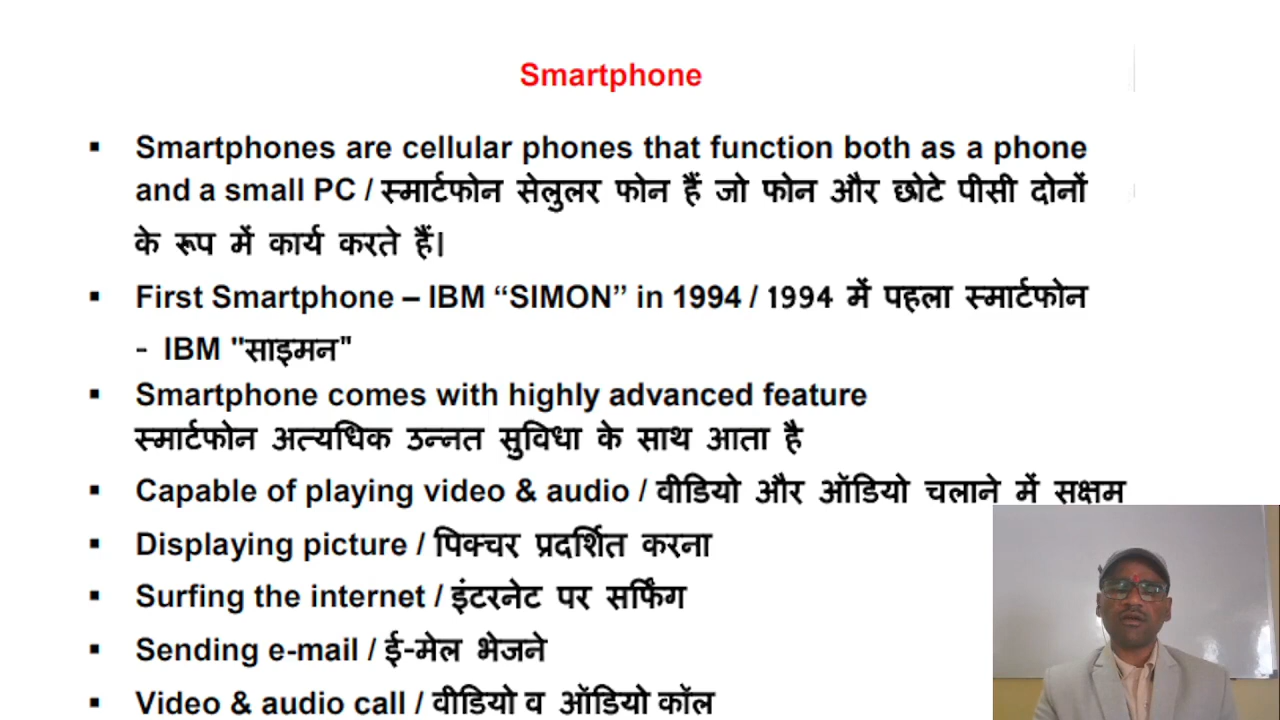 Smartphone
▪ Smartphones are cellular phones that function both as a phone
and a small PC / स्मार्टफोन सेलुलर फोन हैं जो फोन और छोटे पीसी दोनों
के रूप में कार्य करते हैं।
▪ First Smartphone – IBM “SIMON” in 1994 / 1994 में पहला स्मार्टफोन
- IBM "साइमन"
▪ Smartphone comes with highly advanced feature
स्मार्टफोन अत्यधिक उन्नत सुविधा के साथ आता है
▪ Capable of playing video & audio / वीडियो और ऑडियो चलाने में सक्षम
▪ Displaying picture / पिक्चर प्रदर्शित करना
▪ Surfing the internet / इंटरनेट पर सर्फिंग
▪ Sending e-mail / ई-मेल भेजने
▪ Video & audio call / वीडियो व ऑडियो कॉल